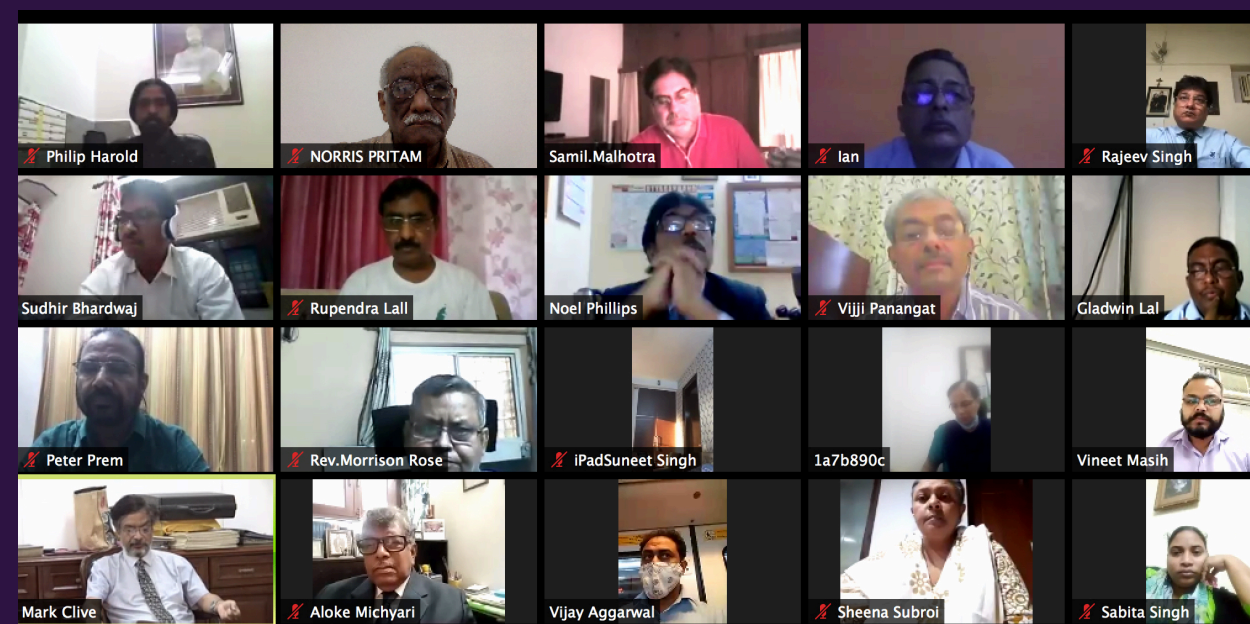 Philip Harold
NORRIS PRITAM
Samil.Malhotra
Ian
Rajeev Singh
Sudhir Bhardwaj
Rupendra Lall
Noel Phillips
Vijji Panangat
Gladwin Lal
Peter Prem
Rev.Morrison Rose
iPadSuneet Singh
1a7b890c
Vineet Masih
Mark Clive
Aloke Michyari
Vijay Aggarwal
Sheena Subroi
Sabita Singh